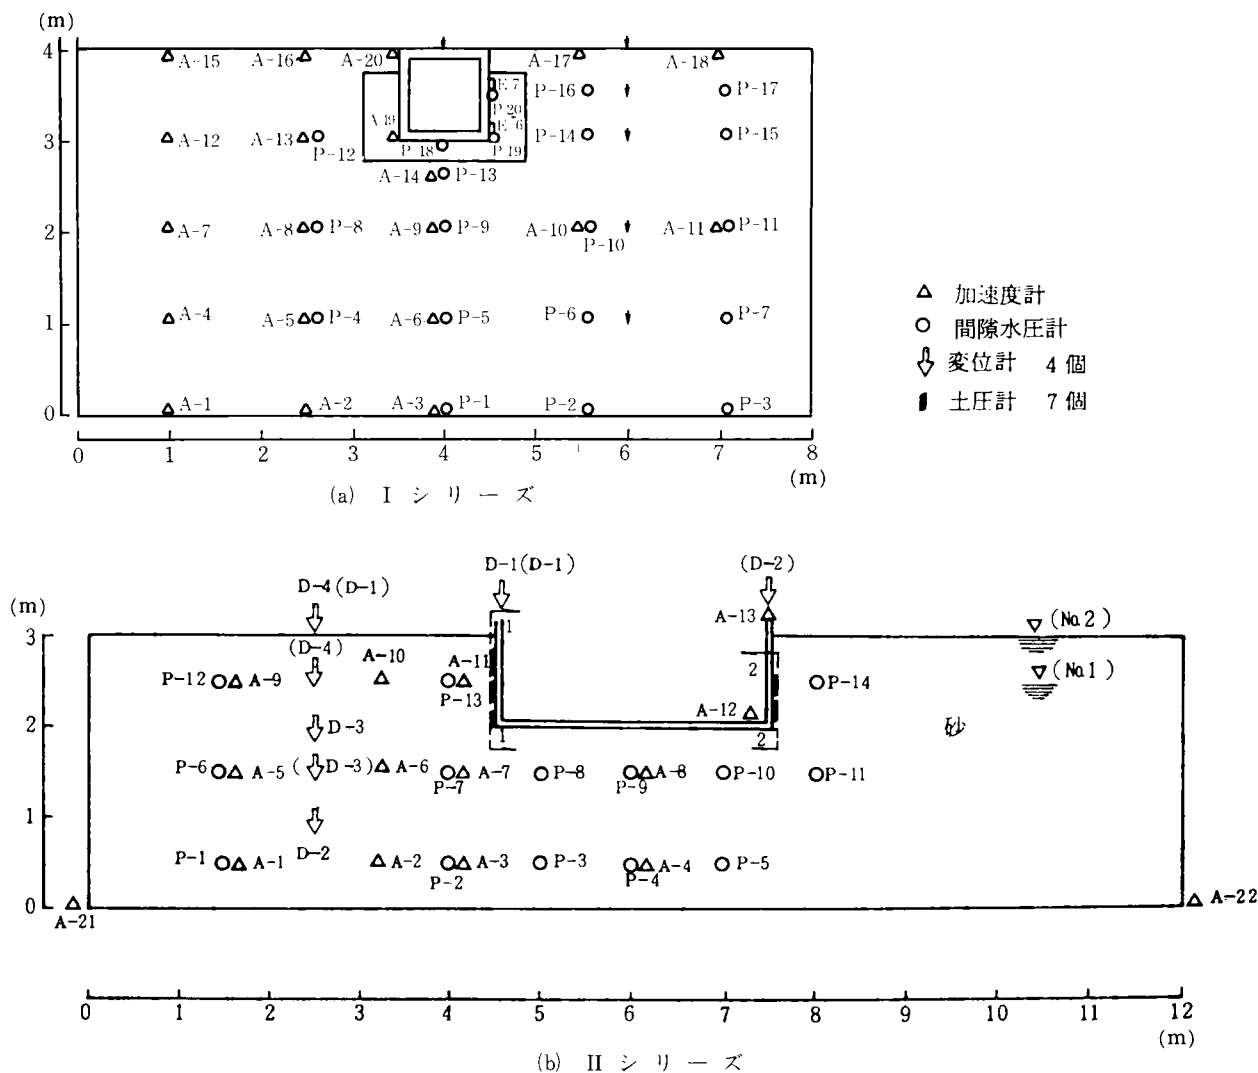 (m)
4
A-15
A-16
A-20
A-17
A-18
E-7
P-16
P-17
P-20
A-19
E-6
3
A-12
A-13
P-14
P-15
P-12
P-18
P-19
A-14
P-13
2
A-7
A-8
P-8
A-9
P-9
A-10
A-11
P-11
P-10
1
A-4
A-5
P-4
A-6
P-5
P-6
P-7
0
A-1
A-2
A-3
P-1
P-2
P-3
0 1 2 3 4 5 6 7 8
(m)
(a) I シリーズ
加速度計
間隙水圧計
変位計 4個
土圧計 7個
D-1(D-1)
(D-2)
D-4(D-1)
(m)
A-13
(No.2)
1
3
(D-4)
A-10
A-11
2
(No.1)
P-12
A-9
P-14
P-13
A-12
2
D-3
1
2
砂
P-6
A-5
(D-3)
A-6
A-7
P-8
A-8
P-10
P-11
P-7
P-9
1
D-2
P-1
A-1
A-2
A-3
P-3
A-4
P-5
P-2
P-4
0
A-21
A-22
0 1 2 3 4 5 6 7 8 9 10 11 12
(m)
(b) II シリーズ